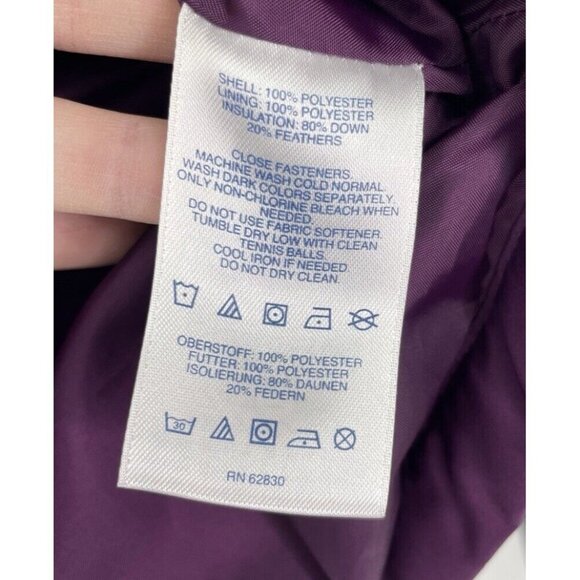 SHELL: 100% POLYESTER
LINING: 100% POLYESTER
INSULATION: 80% DOWN
20% FEATHERS
CLOSE FASTENERS.
MACHINE WASH COLD NORMAL.
WASH DARK COLORS SEPARATELY.
ONLY NON-CHLORINE BLEACH WHEN
NEEDED.
DO NOT USE FABRIC SOFTENER.
TUMBLE DRY LOW WITH CLEAN
TENNIS BALLS.
COOL IRON IF NEEDED.
DO NOT DRY CLEAN.
OBERSTOFF: 100% POLYESTER
FUTTER: 100% POLYESTER
ISOLIERUNG: 80% DAUNEN
20% FEDERN
30
RN 62830